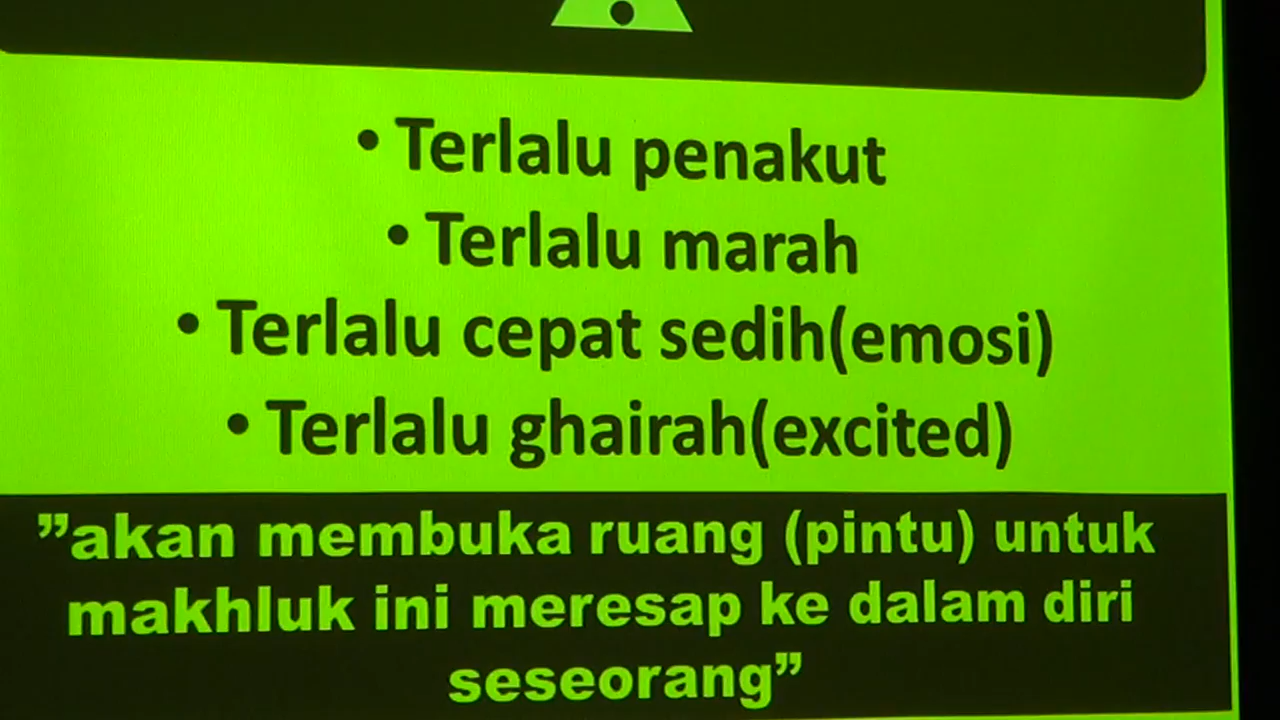 • Terlalu penakut
• Terlalu marah
• Terlalu cepat sedih(emosi)
• Terlalu ghairah(excited)
”akan membuka ruang (pintu) untuk
makhluk ini meresap ke dalam diri
seseorang”